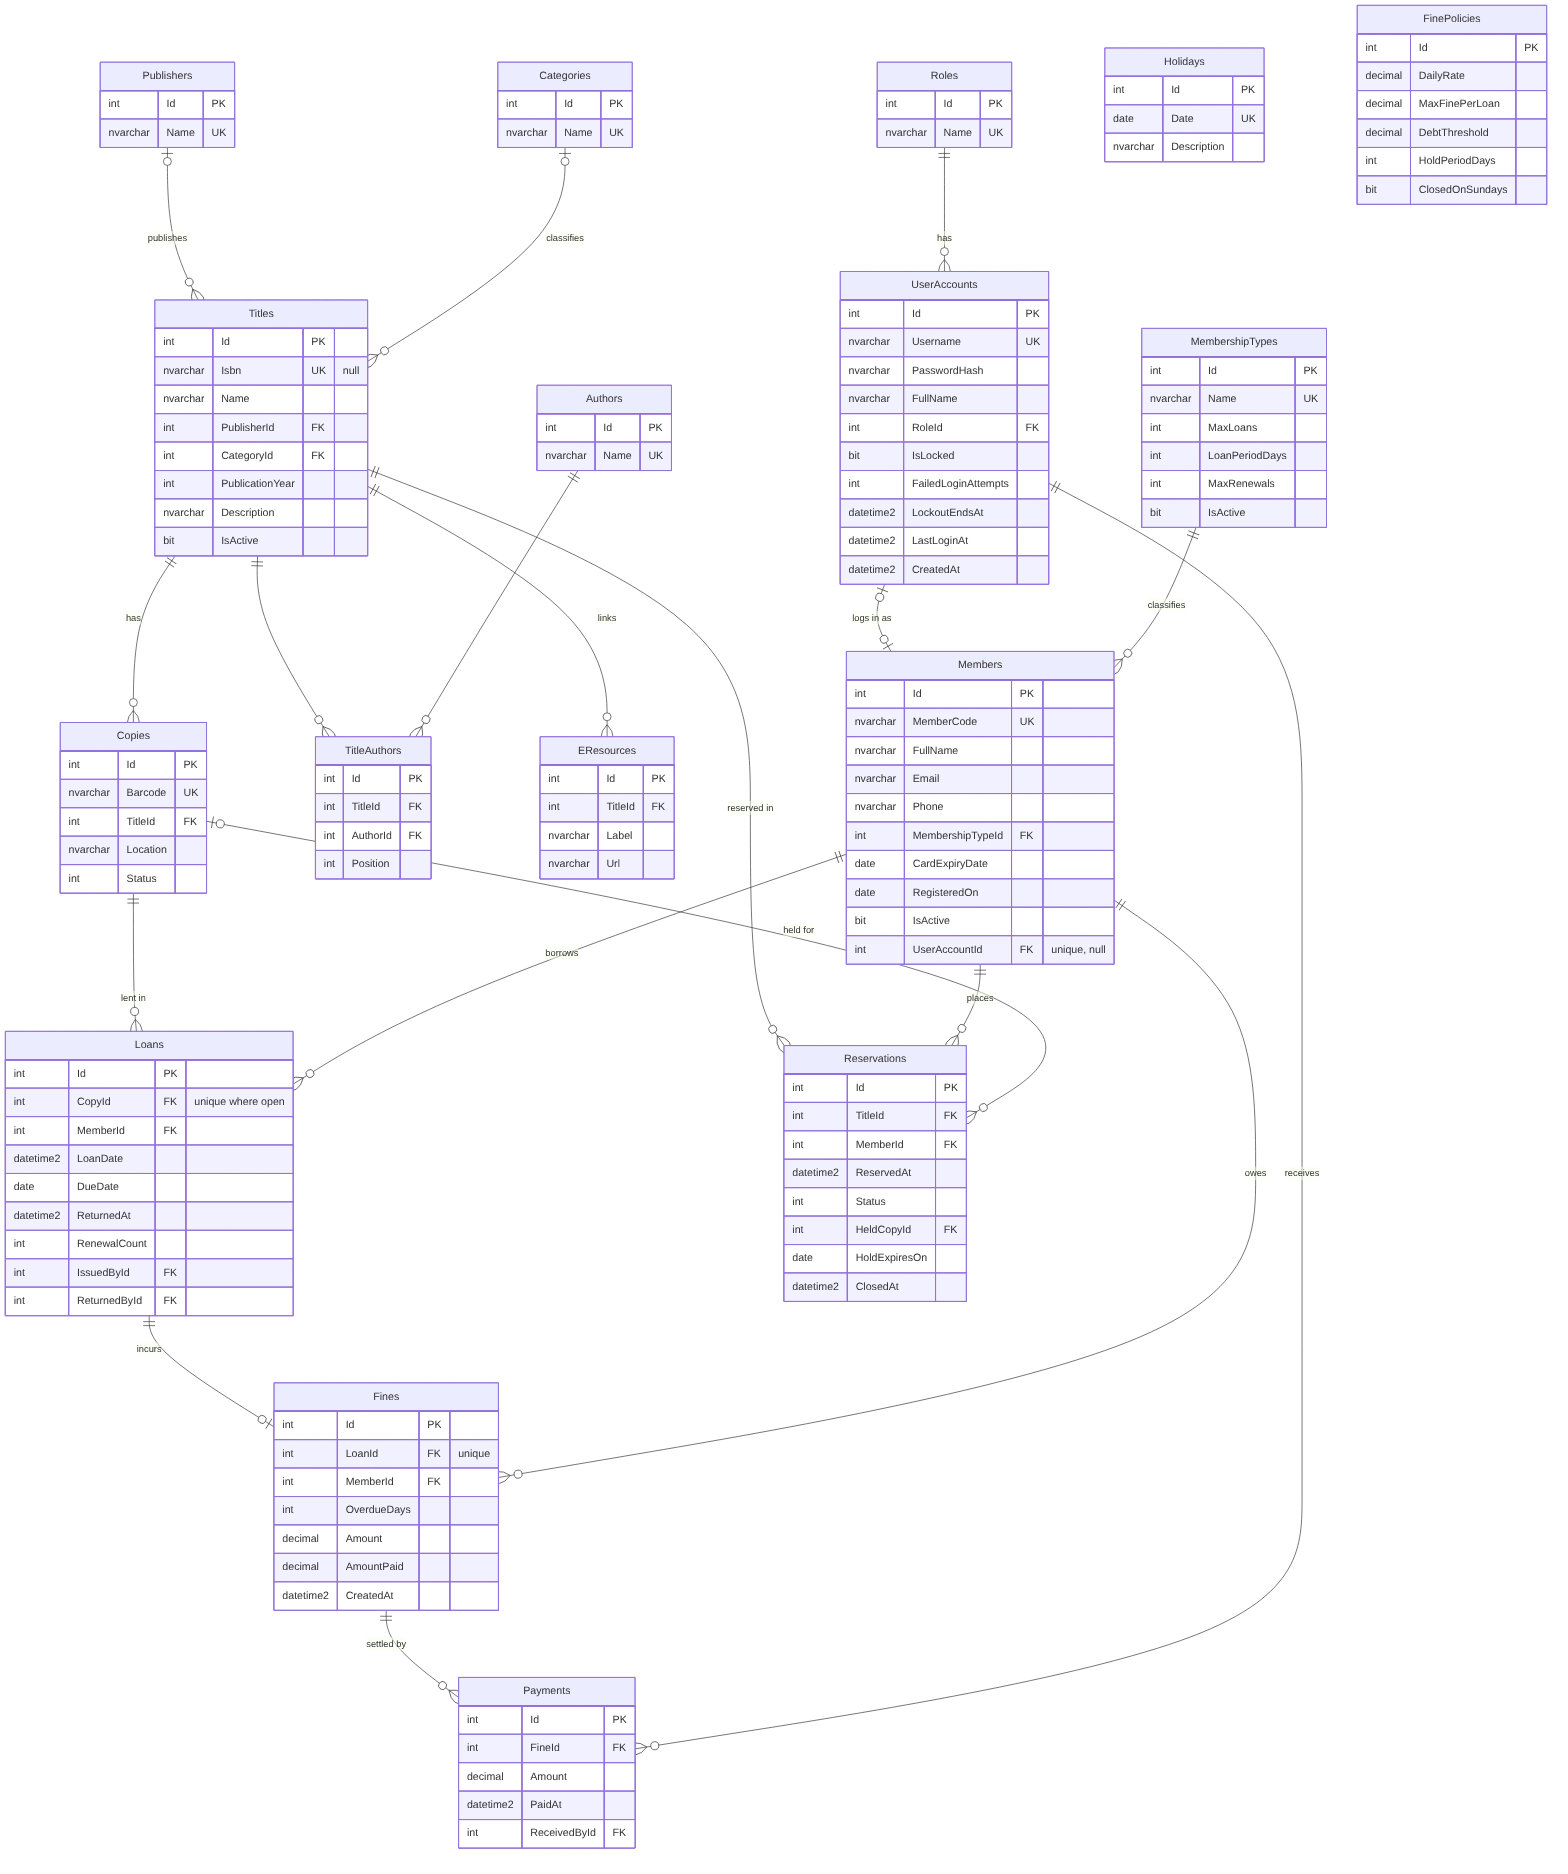 FinePolicies
int Id PK
decimal DailyRate
decimal MaxFinePerLoan
decimal DebtThreshold
int HoldPeriodDays
bit ClosedOnSundays
Holidays
int Id PK
date Date UK
nvarchar Description
Publishers
int Id PK
nvarchar Name UK
Categories
int Id PK
nvarchar Name UK
Roles
int Id PK
nvarchar Name UK
publishes
classifies
has
Titles
int Id PK
nvarchar Isbn UK null
nvarchar Name
int PublisherId FK
int CategoryId FK
int PublicationYear
nvarchar Description
bit IsActive
Authors
int Id PK
nvarchar Name UK
UserAccounts
int Id PK
nvarchar Username UK
nvarchar PasswordHash
nvarchar FullName
int RoleId FK
bit IsLocked
int FailedLoginAttempts
datetime2 LockoutEndsAt
datetime2 LastLoginAt
datetime2 CreatedAt
MembershipTypes
int Id PK
nvarchar Name UK
int MaxLoans
int LoanPeriodDays
int MaxRenewals
bit IsActive
has
links
logs in as
classifies
Copies
int Id PK
nvarchar Barcode UK
int TitleId FK
nvarchar Location
int Status
TitleAuthors
int Id PK
int TitleId FK
int AuthorId FK
int Position
EResources
int Id PK
int TitleId FK
nvarchar Label
nvarchar Url
reserved in
Members
int Id PK
nvarchar MemberCode UK
nvarchar FullName
nvarchar Email
nvarchar Phone
int MembershipTypeId FK
date CardExpiryDate
date RegisteredOn
bit IsActive
int UserAccountId FK unique, null
held for
borrows
lent in
places
Loans
int Id PK
int CopyId FK unique where open
int MemberId FK
datetime2 LoanDate
date DueDate
datetime2 ReturnedAt
int RenewalCount
int IssuedById FK
int ReturnedById FK
Reservations
int Id PK
int TitleId FK
int MemberId FK
datetime2 ReservedAt
int Status
int HeldCopyId FK
date HoldExpiresOn
datetime2 ClosedAt
owes
receives
incurs
Fines
int Id PK
int LoanId FK unique
int MemberId FK
int OverdueDays
decimal Amount
decimal AmountPaid
datetime2 CreatedAt
settled by
Payments
int Id PK
int FineId FK
decimal Amount
datetime2 PaidAt
int ReceivedById FK